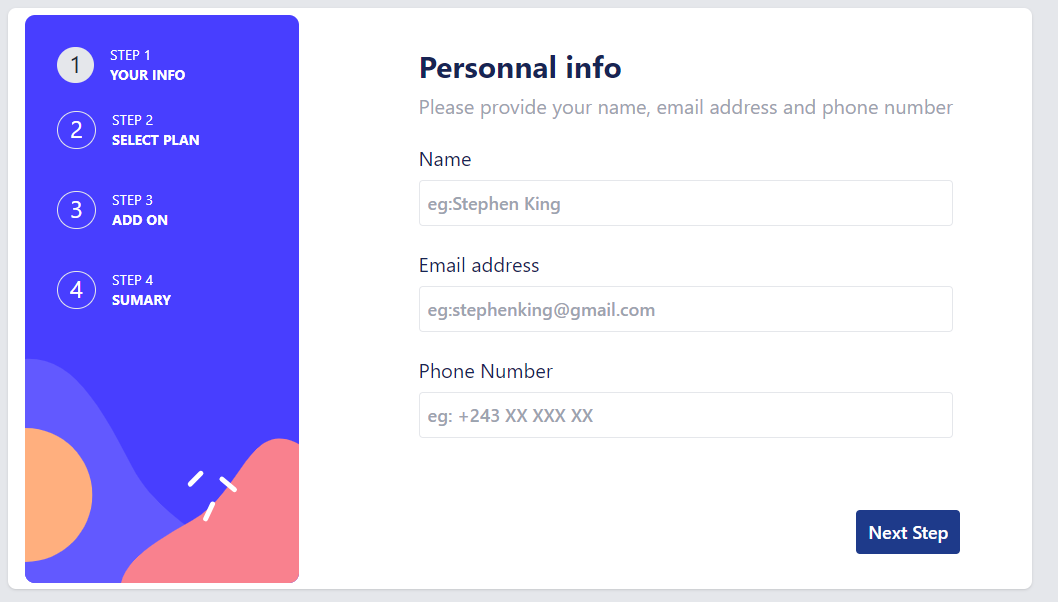 1
STEP 1
YOUR INFO
2
STEP 2
SELECT PLAN
3
STEP 3
ADD ON
4
STEP 4
SUMARY
Personnal info
Please provide your name, email address and phone number
Name
eg:Stephen King
Email address
eg:stephenking@gmail.com
Phone Number
eg: +243 XX XXX XX
Next Step